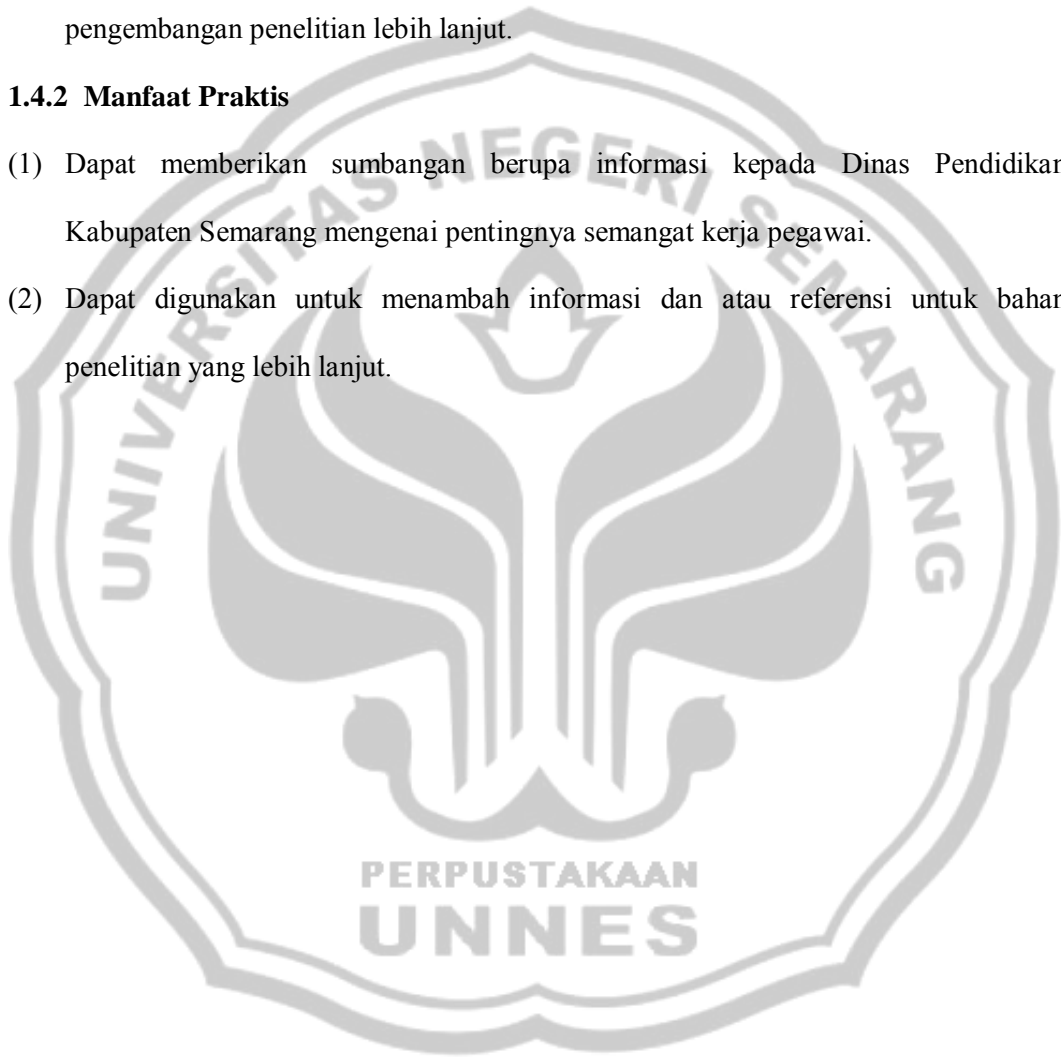 pengembangan penelitian lebih lanjut.
1.4.2 Manfaat Praktis
(1) Dapat memberikan sumbangan berupa informasi kepada Dinas Pendidikan
Kabupaten Semarang mengenai pentingnya semangat kerja pegawai.
(2) Dapat digunakan untuk menambah informasi dan atau referensi untuk bahan
penelitian yang lebih lanjut.
UNIVERSITAS NEGERI SEMARANG
PERPUSTAKAAN
UNNES